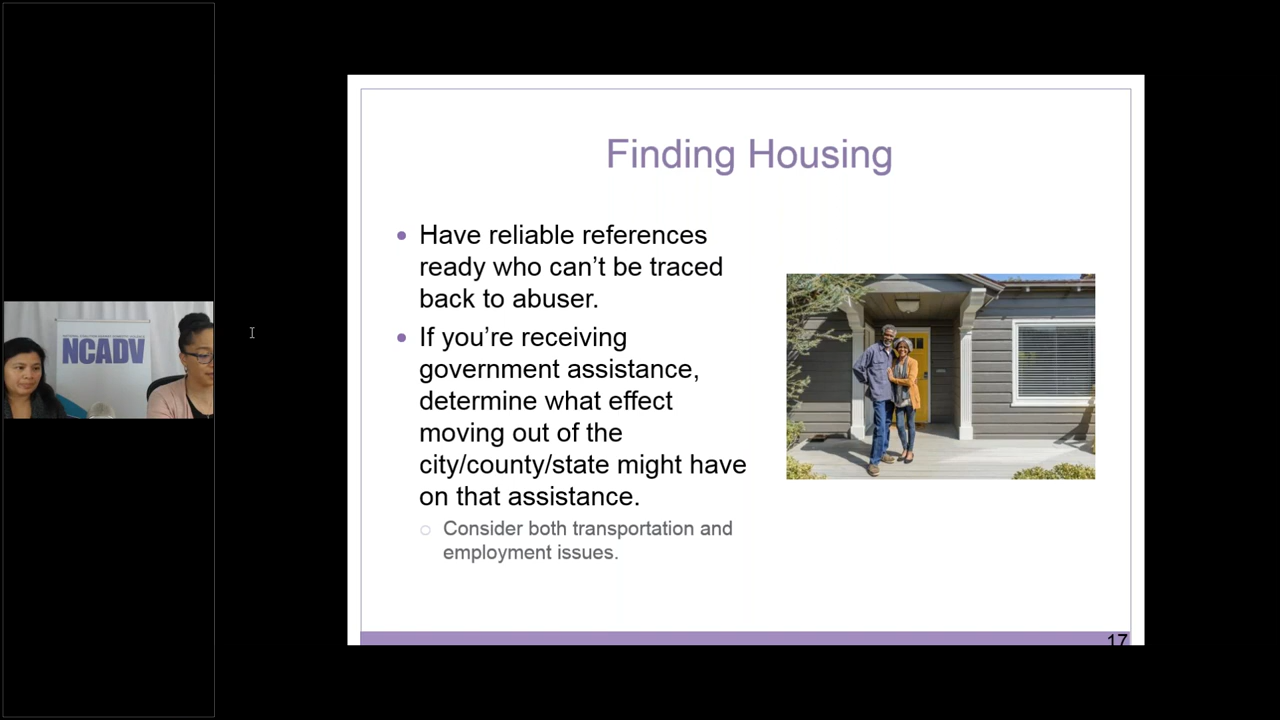 NCADV
Finding Housing
Have reliable references
ready who can’t be traced
back to abuser.
If you’re receiving
government assistance,
determine what effect
moving out of the
city/county/state might have
on that assistance.
Consider both transportation and
employment issues.
17